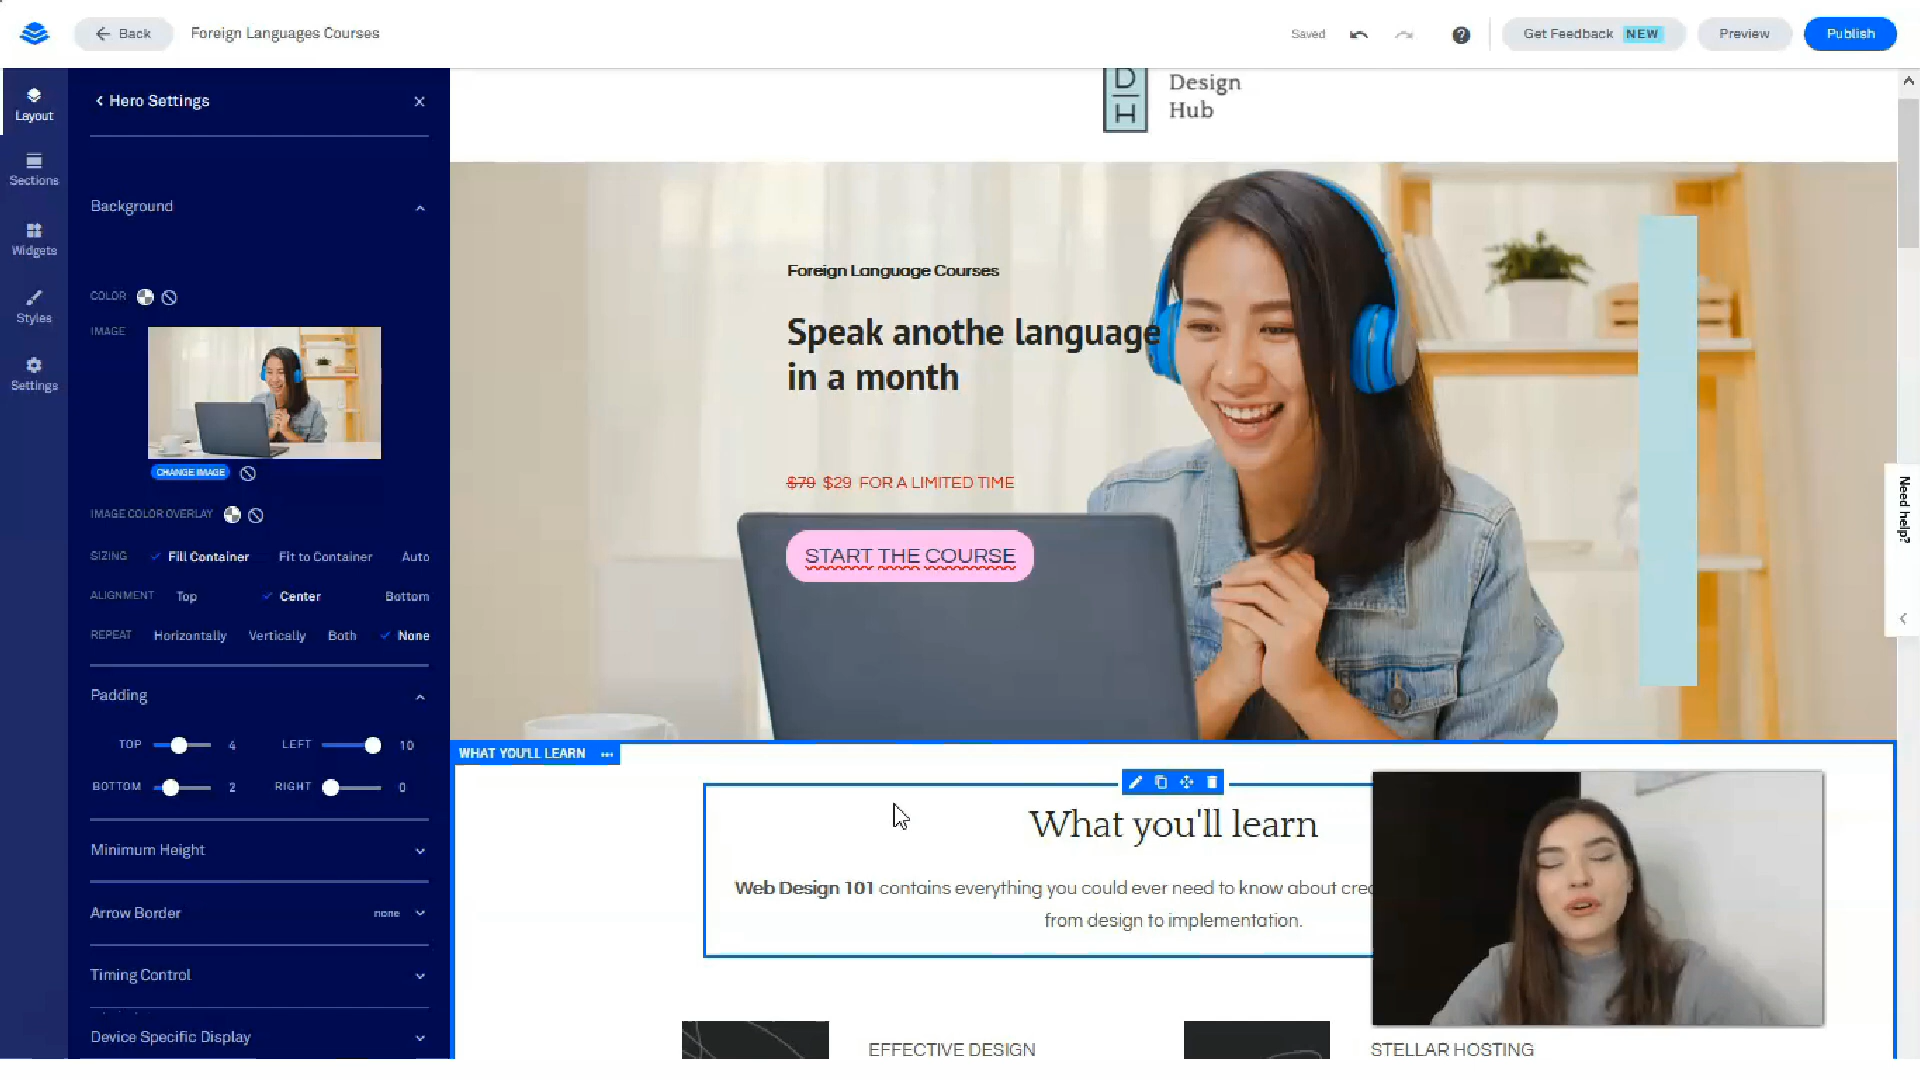 Back
Foreign Languages Courses
Saved
Get Feedback NEW
Preview
Publish
Layout
Sections
Widgets
Styles
Settings
Hero Settings
Background
COLOR
IMAGE
CHANGE IMAGE
IMAGE COLOR OVERLAY
SIZING Fill Container Fit to Container Auto
ALIGNMENT Top Center Bottom
REPEAT Horizontally Vertically Both None
Padding
TOP 4 LEFT 10
BOTTOM 2 RIGHT 0
Minimum Height
Arrow Border none
Timing Control
Device Specific Display
D
H
Design
Hub
Foreign Language Courses
Speak anothe language
in a month
$79 $29 FOR A LIMITED TIME
START THE COURSE
Need help?
WHAT YOU'LL LEARN
What you'll learn
Web Design 101 contains everything you could ever need to know about
from design to implementation.
EFFECTIVE DESIGN
STELLAR HOSTING